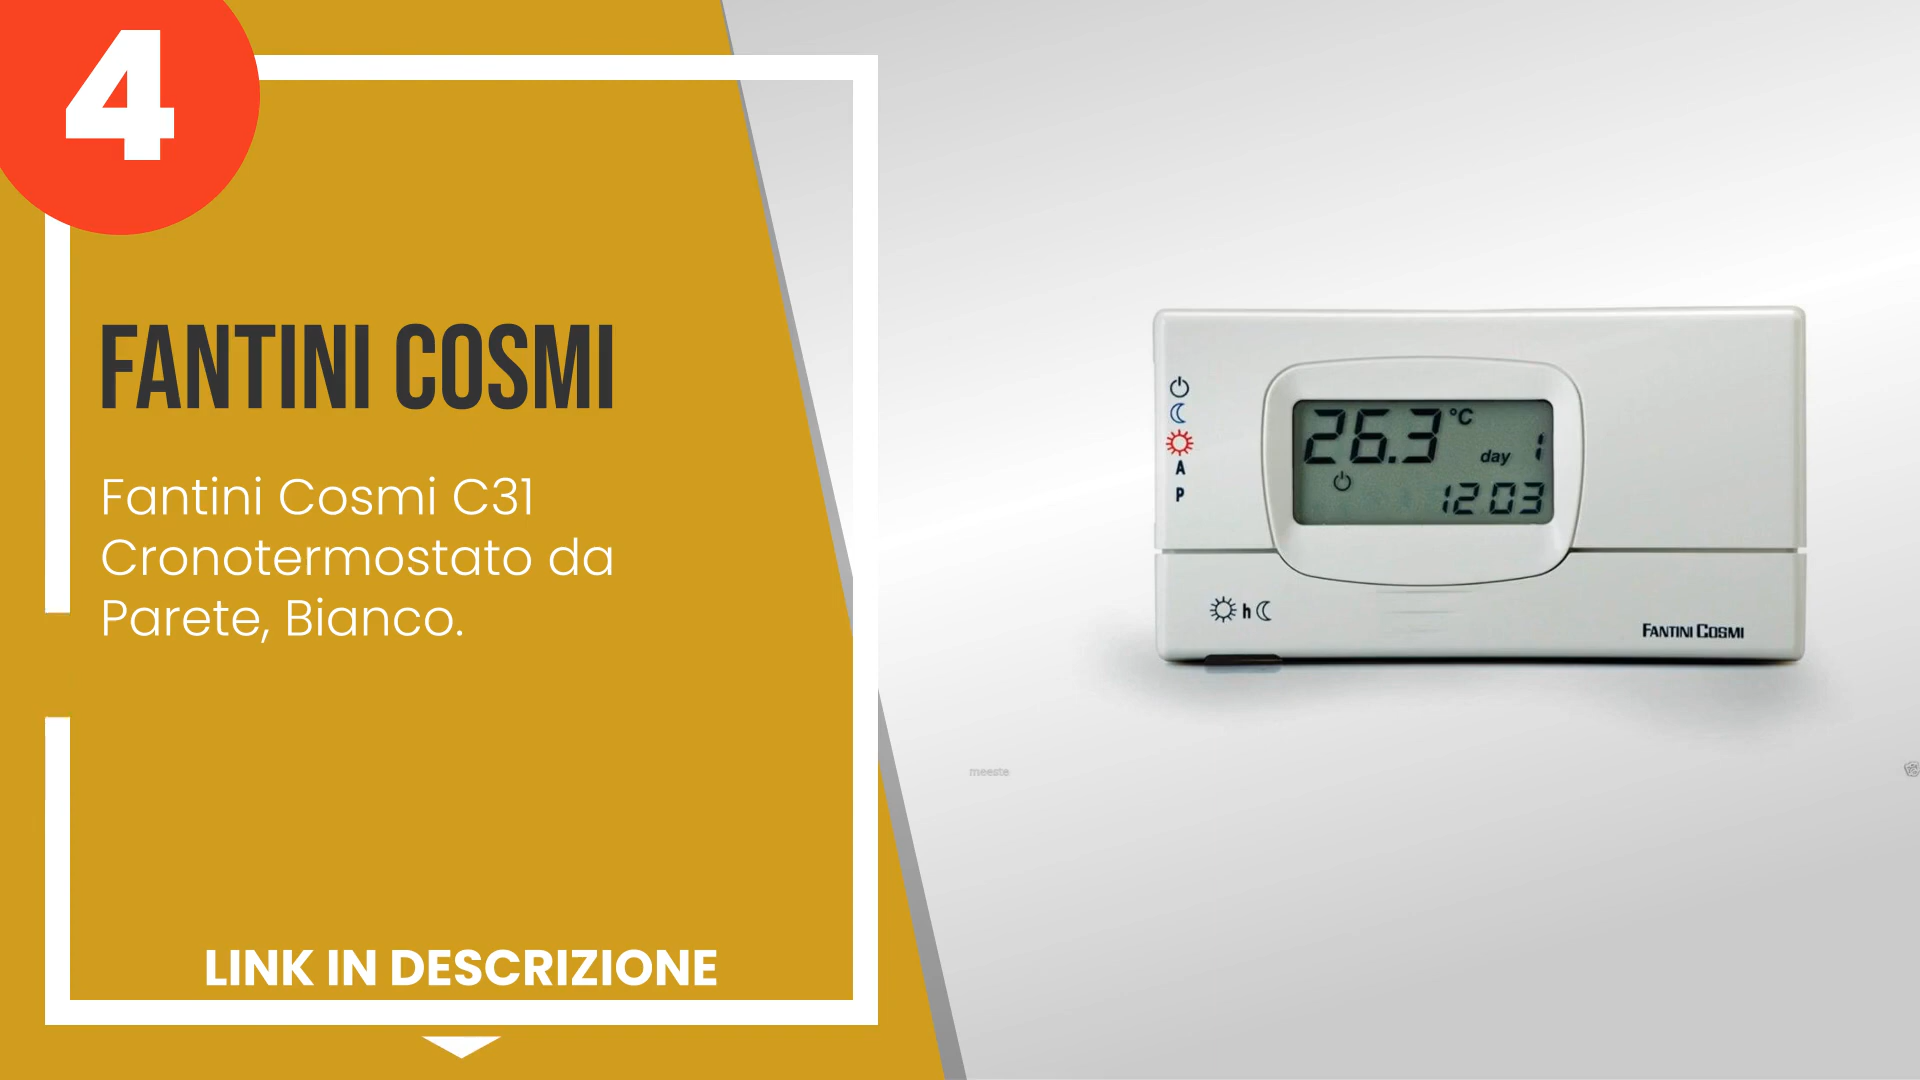 4
FANTINI COSMI
Fantini Cosmi C31
Cronotermostato da
Parete, Bianco.
LINK IN DESCRIZIONE
26.3 °C
day 1
12 03
A
P
h
FANTINI COSMI
meeste